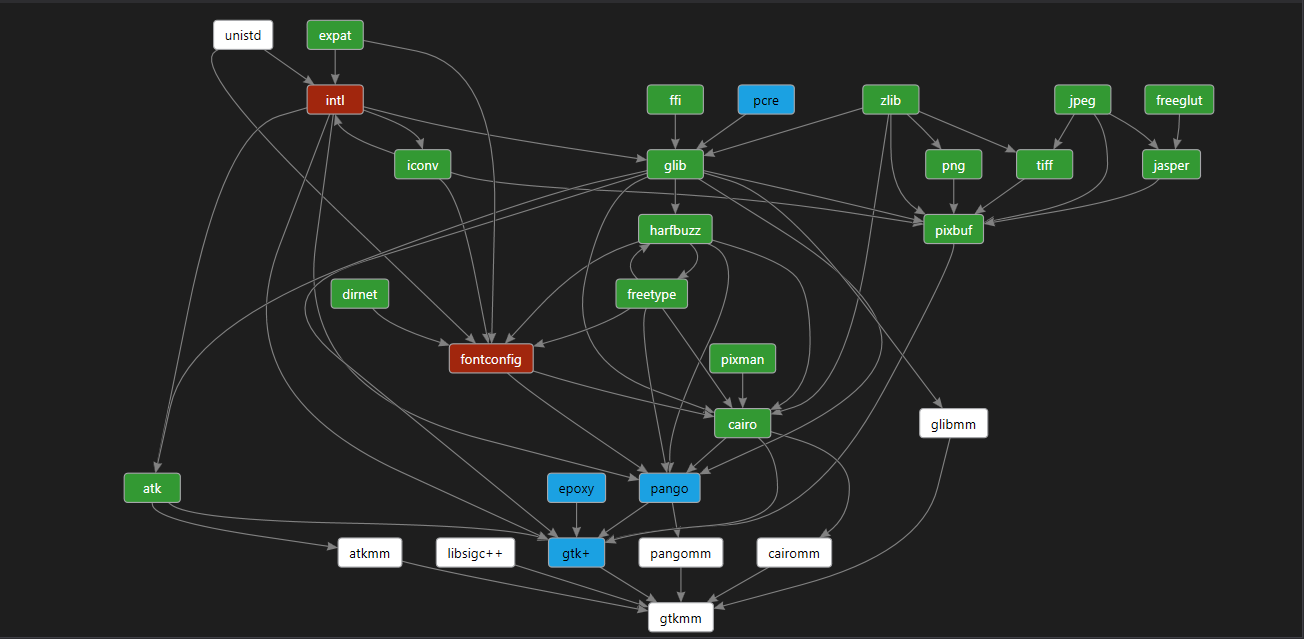 unistd
expat
intl
ffi
pcre
zlib
jpeg
freeglut
iconv
glib
png
tiff
jasper
harfbuzz
pixbuf
dirnet
freetype
fontconfig
pixman
cairo
glibmm
atk
epoxy
pango
atkmm
libsigc++
gtk+
pangomm
cairomm
gtkmm